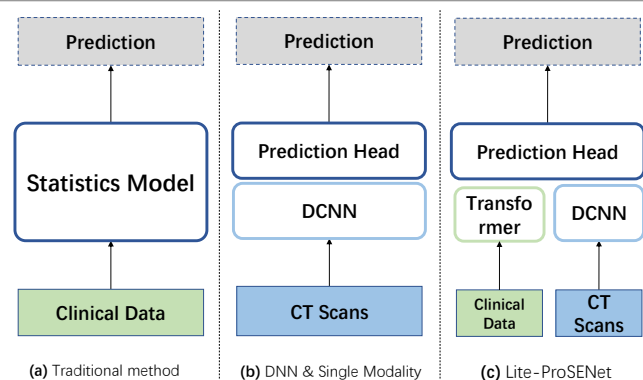 Prediction
Statistics Model
Clinical Data
(a) Traditional method
Prediction
Prediction Head
DCNN
CT Scans
(b) DNN & Single Modality
Prediction
Prediction Head
Transfo
rmer
DCNN
Clinical
Data
CT
Scans
(c) Lite-ProSENet